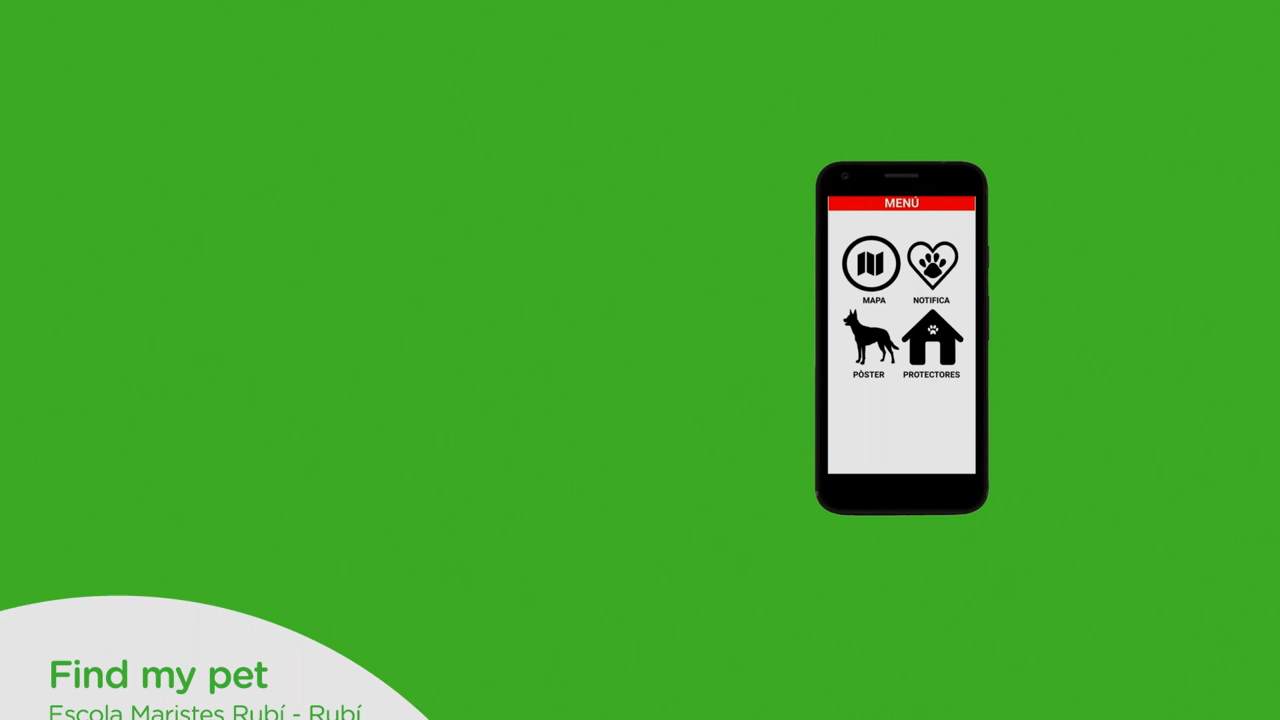 MENÚ
MAPA NOTIFICA
PÒSTER PROTECTORES
Find my pet
Escola Maristes Rubí - Rubí